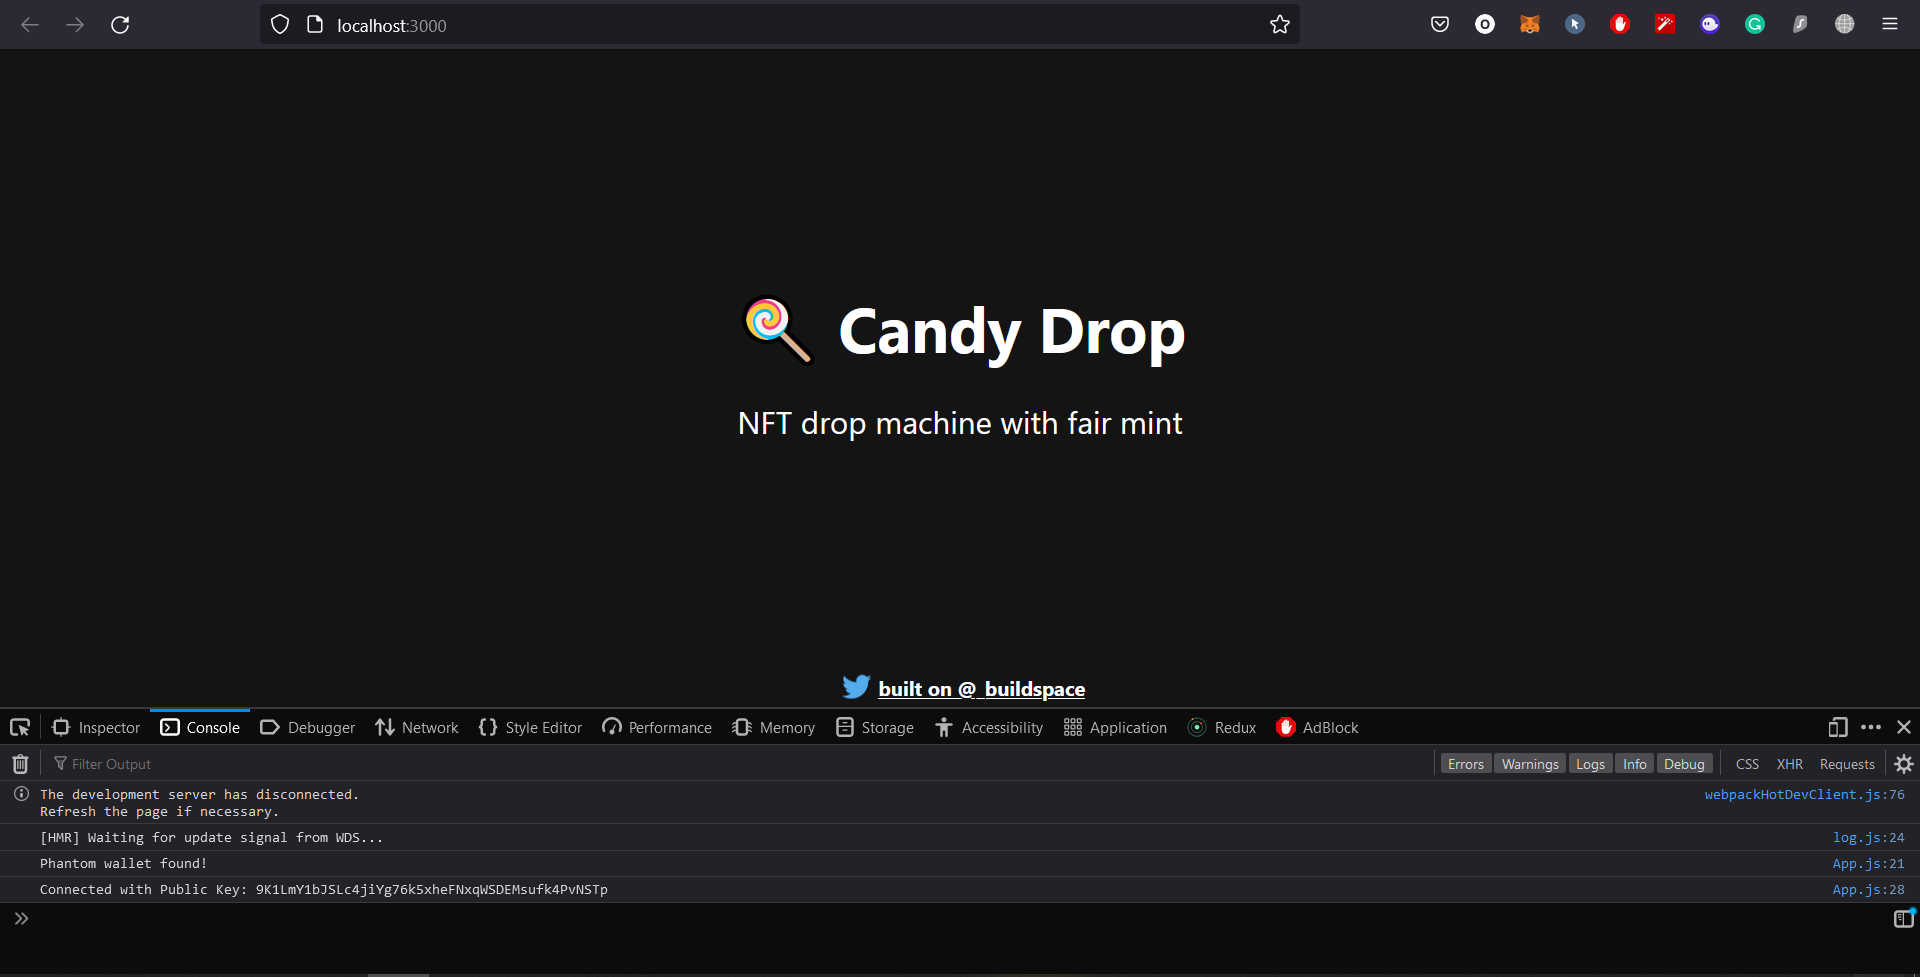 localhost:3000
Candy Drop
NFT drop machine with fair mint
built on @_buildspace
Inspector Console Debugger Network Style Editor Performance Memory Storage Accessibility Application Redux AdBlock
Filter Output Errors Warnings Logs Info Debug CSS XHR Requests
The development server has disconnected. webpackHotDevClient.js:76
Refresh the page if necessary.
[HMR] Waiting for update signal from WDS... log.js:24
Phantom wallet found! App.js:21
Connected with Public Key: 9K1LmY1bJSLc4jiYg76k5xheFNxqWSDEMsufk4PvNSTp App.js:28